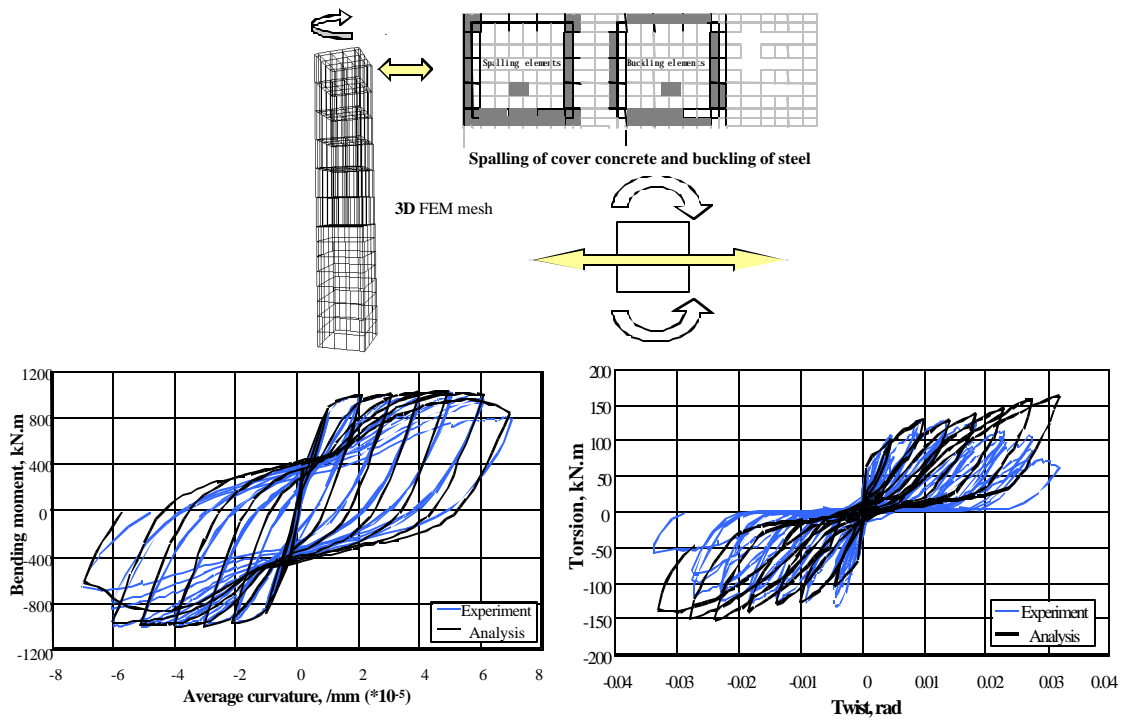 Spalling elements
Buckling elements
Spalling of cover concrete and buckling of steel
3D FEM mesh
Bending moment, kN.m
1200
800
400
0
-400
-800
-1200
-8 -6 -4 -2 0 2 4 6 8
Average curvature, /mm (*10-5)
Experiment
Analysis
Torsion, kN.m
200
150
100
50
0
-50
-100
-150
-200
-0.04 -0.03 -0.02 -0.01 0 0.01 0.02 0.03 0.04
Twist, rad
Experiment
Analysis